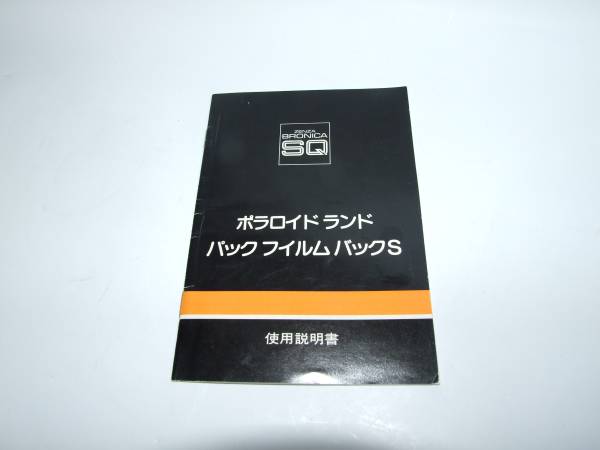 ZENZA
BRONICA
SQ
ポラロイド ランド
パック フイルム バックS
使用説明書